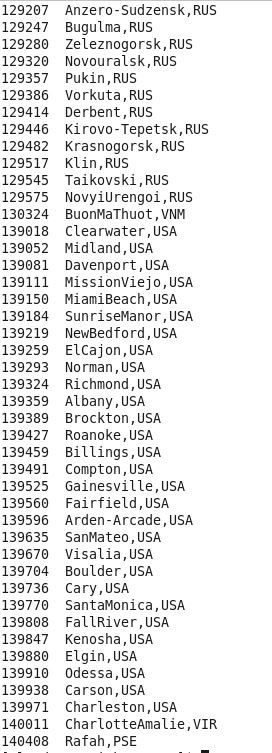 129207 Anzero-Sudzensk,RUS
129247 Bugulma,RUS
129280 Zeleznogorsk,RUS
129320 Novouralsk,RUS
129357 Pukin,RUS
129386 Vorkuta,RUS
129414 Derbent,RUS
129446 Kirovo-Tepetsk,RUS
129482 Krasnogorsk,RUS
129517 Klin,RUS
129545 Taikovski,RUS
129575 NovyiUrengoi,RUS
130324 BuonMaThuot,VNM
139018 Clearwater,USA
139052 Midland,USA
139081 Davenport,USA
139111 MissionViejo,USA
139150 MiamiBeach,USA
139184 SunriseManor,USA
139219 NewBedford,USA
139259 ElCajon,USA
139293 Norman,USA
139324 Richmond,USA
139359 Albany,USA
139389 Brockton,USA
139427 Roanoke,USA
139459 Billings,USA
139491 Compton,USA
139525 Gainesville,USA
139560 Fairfield,USA
139596 Arden-Arcade,USA
139635 SanMateo,USA
139670 Visalia,USA
139704 Boulder,USA
139736 Cary,USA
139770 SantaMonica,USA
139808 FallRiver,USA
139847 Kenosha,USA
139880 Elgin,USA
139910 Odessa,USA
139938 Carson,USA
139971 Charleston,USA
140011 CharlotteAmalie,VIR
140408 Rafah,PSE